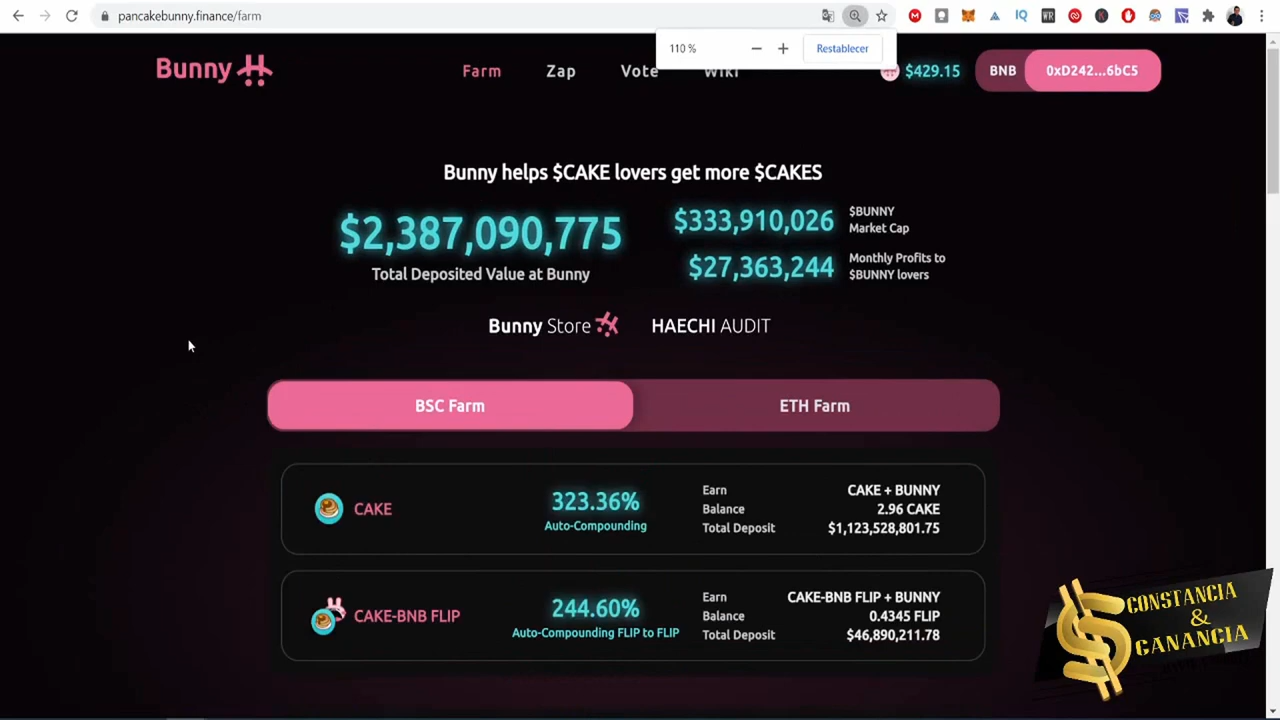 pancakebunny.finance/farm
110 %
Restablecer
Bunny
Farm
Zap
Vote
Wiki
$429.15
BNB
0xD242...6bC5
Bunny helps $CAKE lovers get more $CAKES
$2,387,090,775
Total Deposited Value at Bunny
$333,910,026
$BUNNY
Market Cap
$27,363,244
Monthly Profits to
$BUNNY lovers
Bunny Store
HAECHI AUDIT
BSC Farm
ETH Farm
CAKE
323.36%
Auto-Compounding
Earn
CAKE + BUNNY
Balance
2.96 CAKE
Total Deposit
$1,123,528,801.75
CAKE-BNB FLIP
244.60%
Auto-Compounding FLIP to FLIP
Earn
CAKE-BNB FLIP + BUNNY
Balance
0.4345 FLIP
Total Deposit
$46,890,211.78
CONSTANCIA
&
GANANCIA